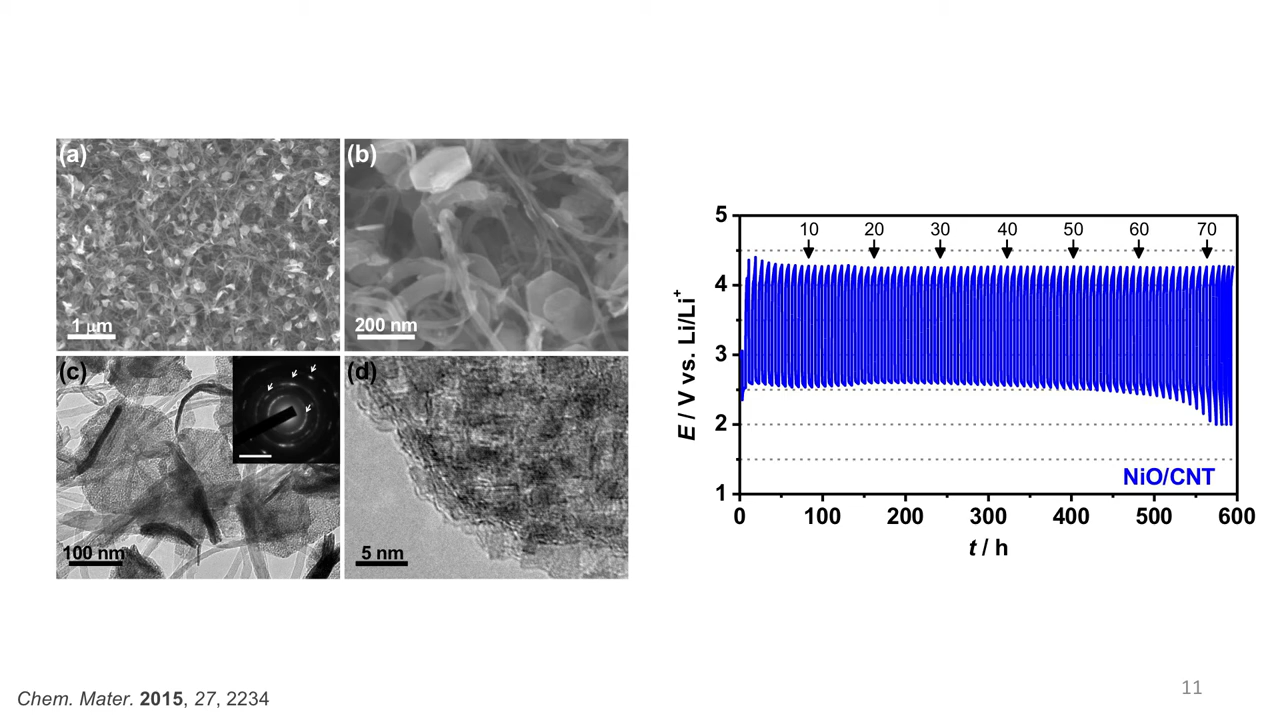 (a)
1 μm
(b)
200 nm
(c)
100 nm
(d)
5 nm
5
4
3
2
1
E / V vs. Li/Li⁺
10 20 30 40 50 60 70
NiO/CNT
0 100 200 300 400 500 600
t / h
Chem. Mater. 2015, 27, 2234
11